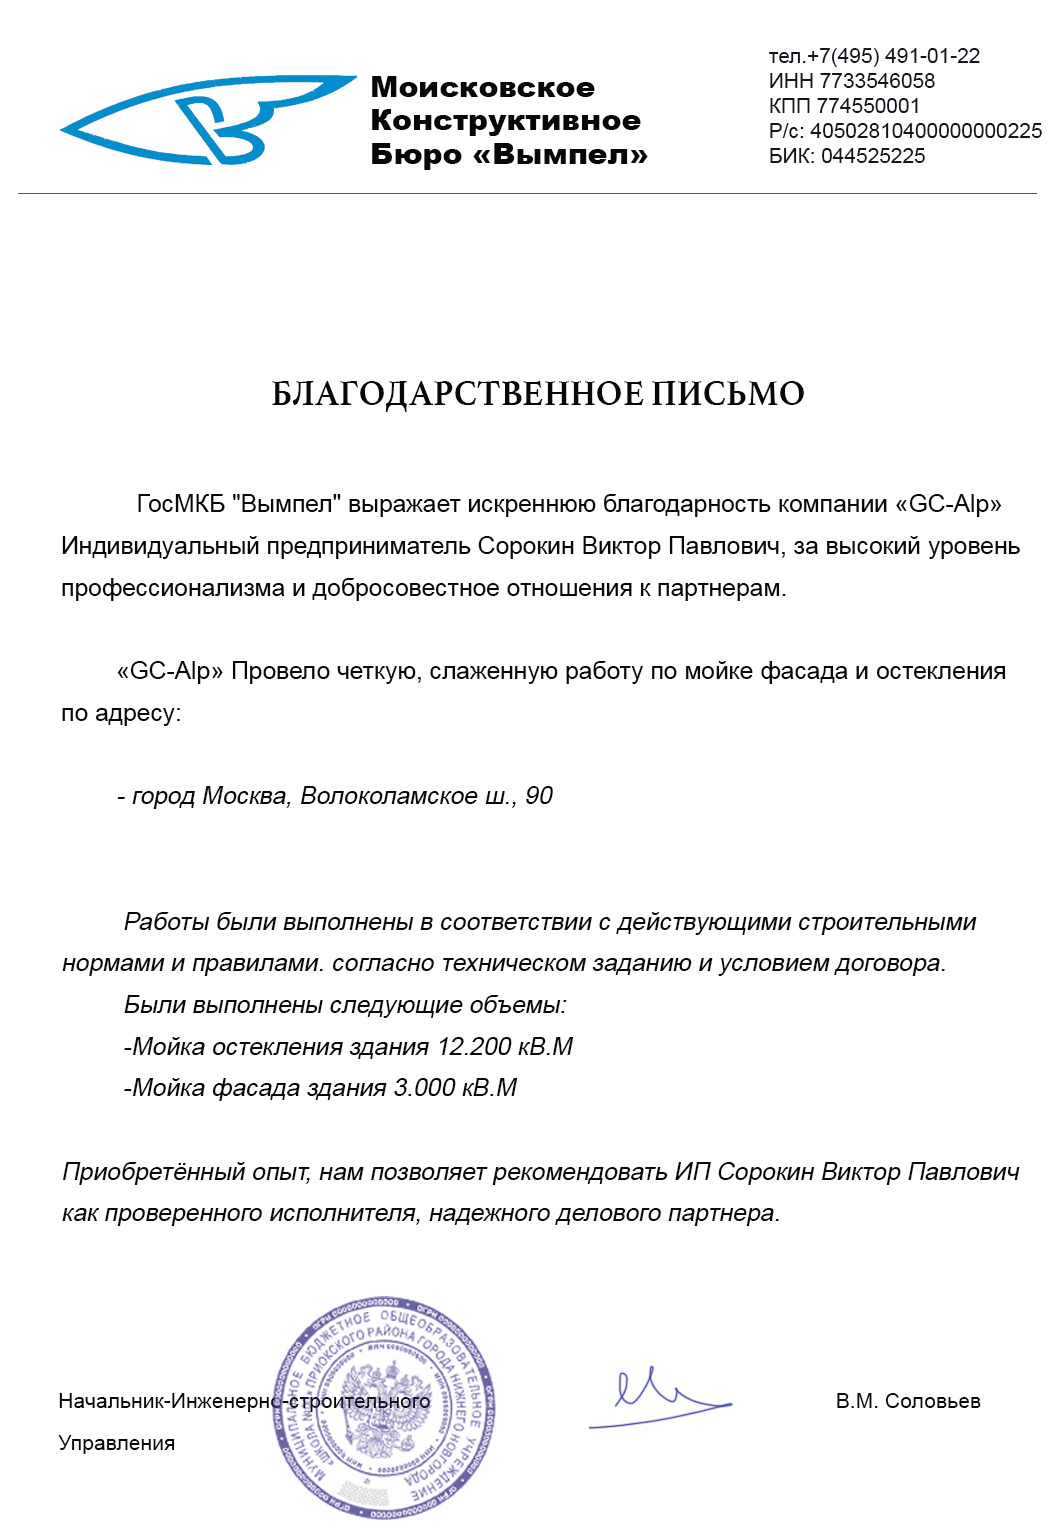 тел.+7(495) 491-01-22
ИНН 7733546058
КПП 774550001
Р/с: 40502810400000000225
БИК: 044525225
Моисковское
Конструктивное
Бюро «Вымпел»
БЛАГОДАРСТВЕННОЕ ПИСЬМО
ГосМКБ "Вымпел" выражает искреннюю благодарность компании «GC-Alp»
Индивидуальный предприниматель Сорокин Виктор Павлович, за высокий уровень
профессионализма и добросовестное отношения к партнерам.
«GC-Alp» Провело четкую, слаженную работу по мойке фасада и остекления
по адресу:
- город Москва, Волоколамское ш., 90
Работы были выполнены в соответствии с действующими строительными
нормами и правилами. согласно техническом заданию и условием договора.
Были выполнены следующие объемы:
-Мойка остекления здания 12.200 кВ.М
-Мойка фасада здания 3.000 кВ.М
Приобретённый опыт, нам позволяет рекомендовать ИП Сорокин Виктор Павлович
как проверенного исполнителя, надежного делового партнера.
Начальник-Инженерно-строительного
Управления
В.М. Соловьев
МУНИЦИПАЛЬНОЕ БЮДЖЕТНОЕ ОБЩЕОБРАЗОВАТЕЛЬНОЕ УЧРЕЖДЕНИЕ
ПРИОКСКОГО РАЙОНА ГОРОДА НИЖНЕГО НОВГОРОДА